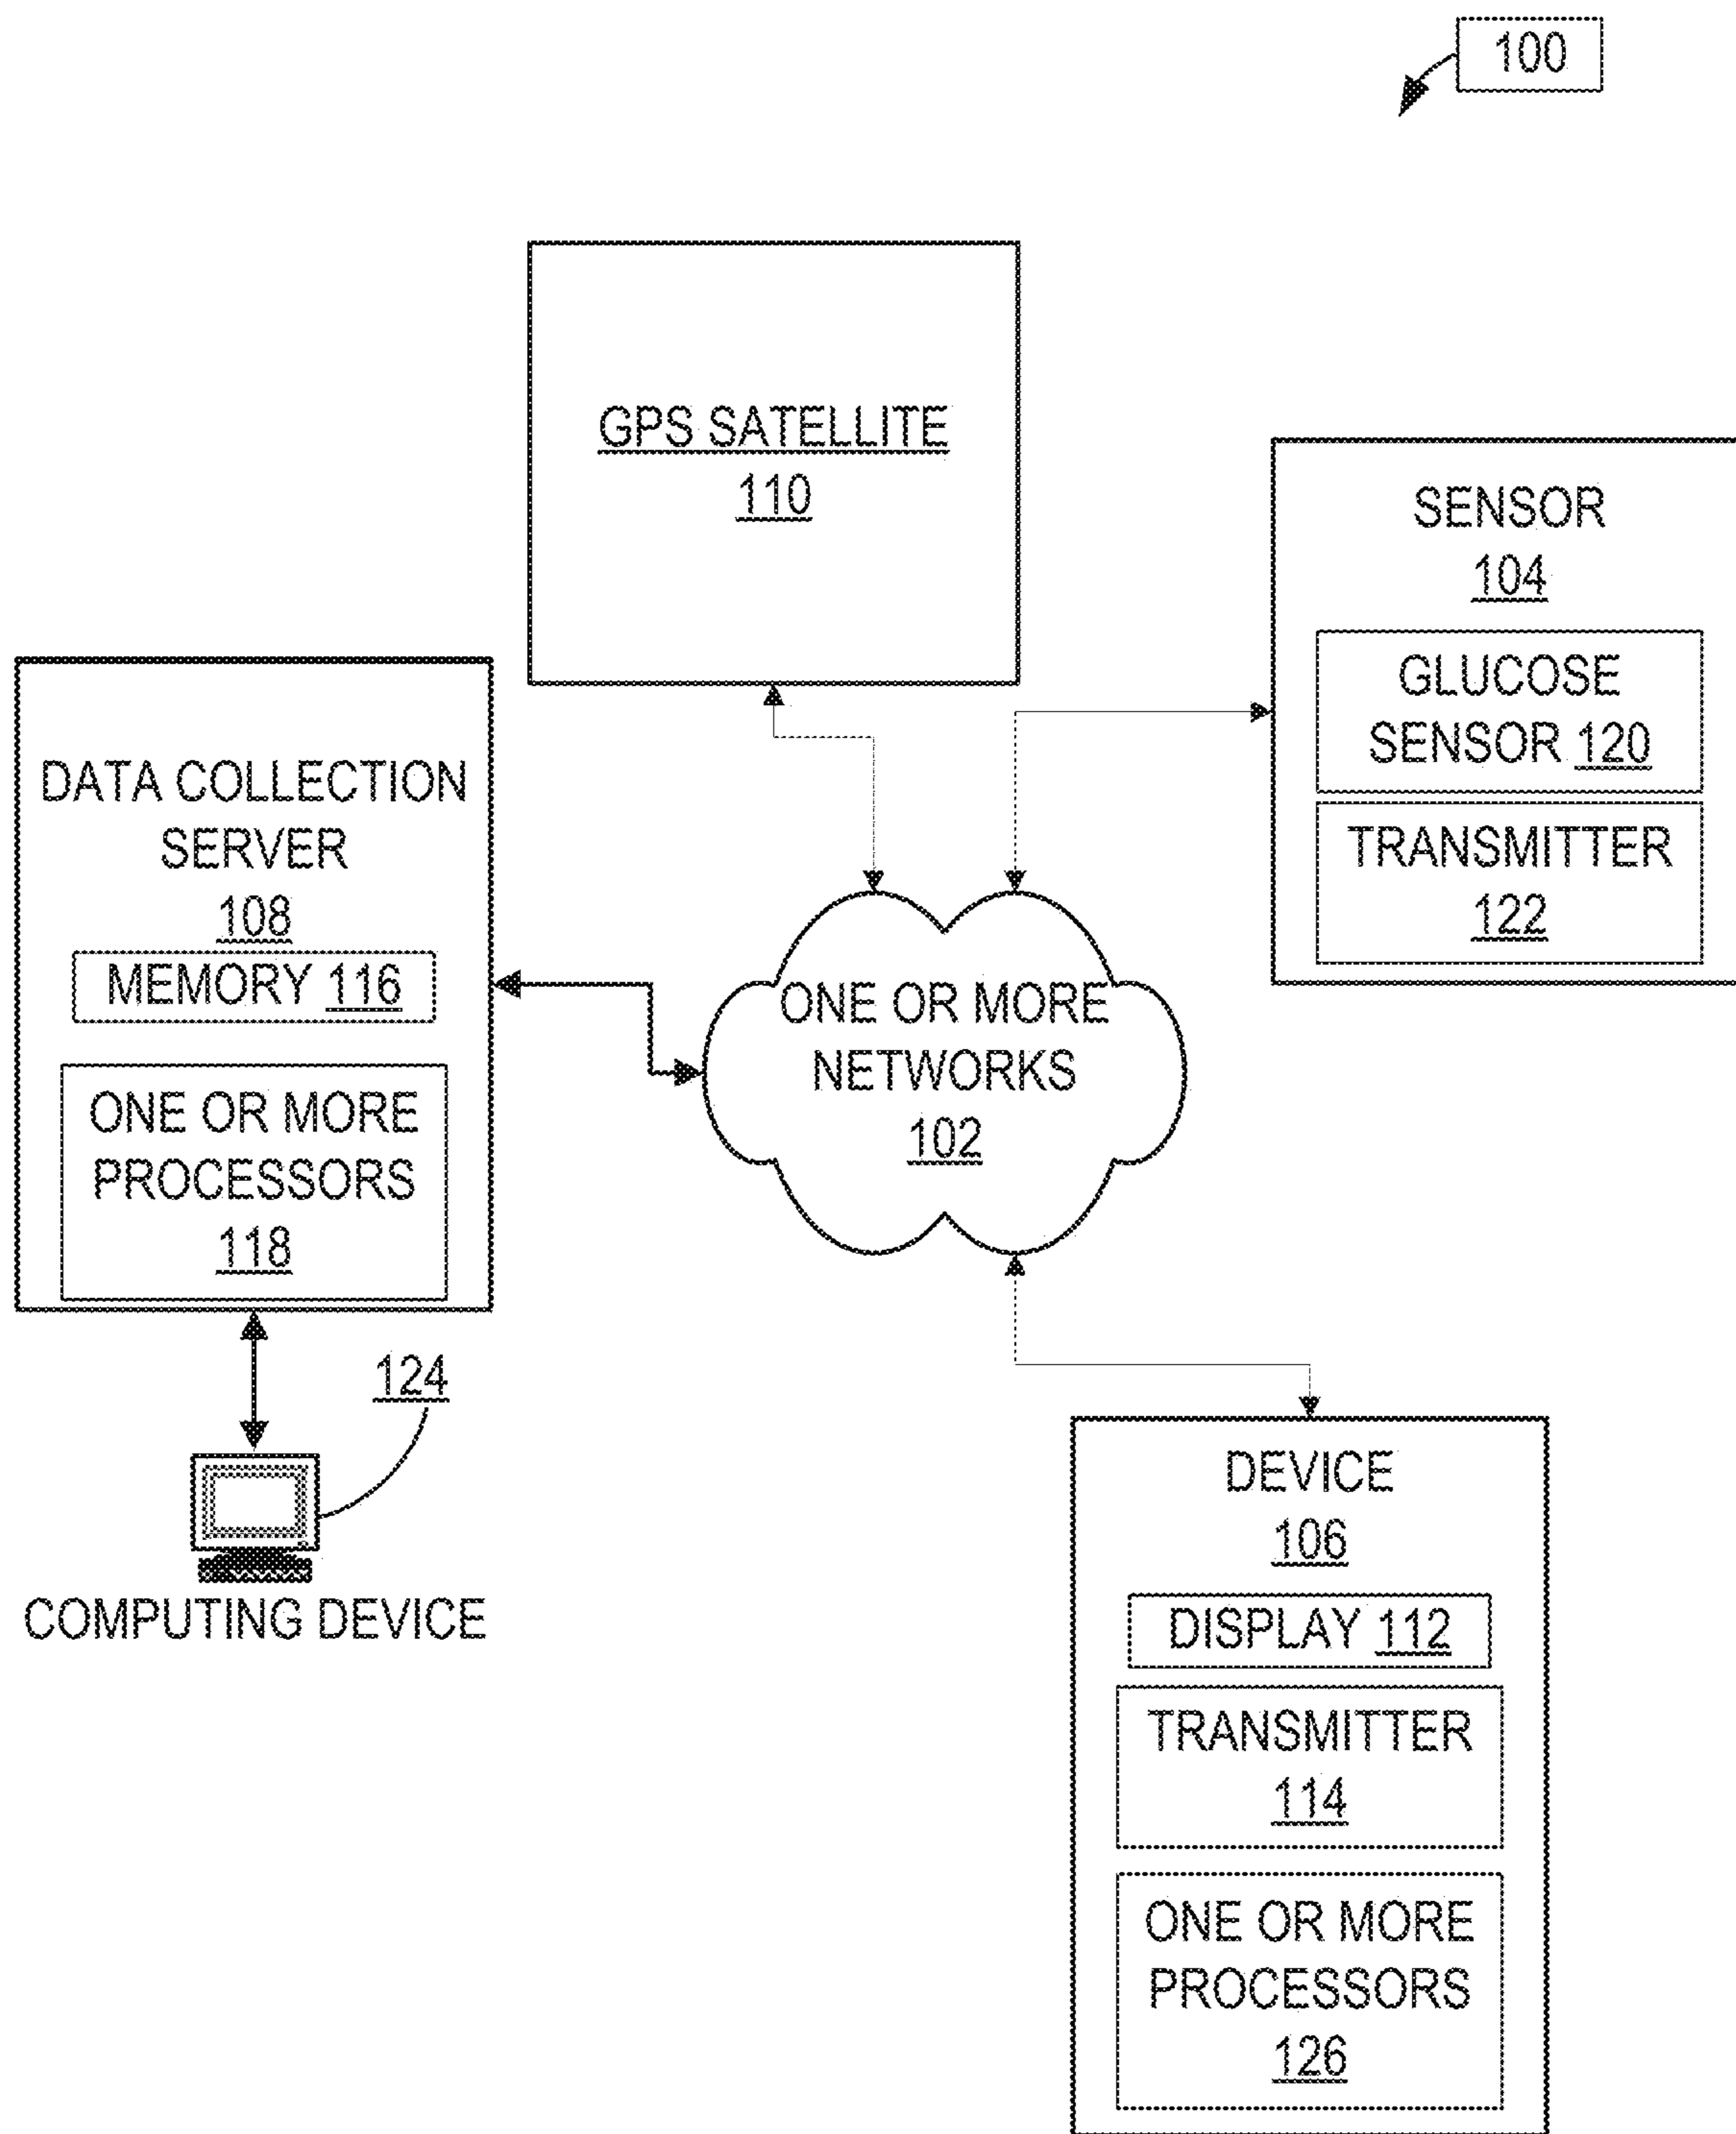 100
GPS SATELLITE
110
SENSOR
104
GLUCOSE
SENSOR 120
TRANSMITTER
122
DATA COLLECTION
SERVER
108
MEMORY 116
ONE OR MORE
PROCESSORS
118
ONE OR MORE
NETWORKS
102
124
COMPUTING DEVICE
DEVICE
106
DISPLAY 112
TRANSMITTER
114
ONE OR MORE
PROCESSORS
126